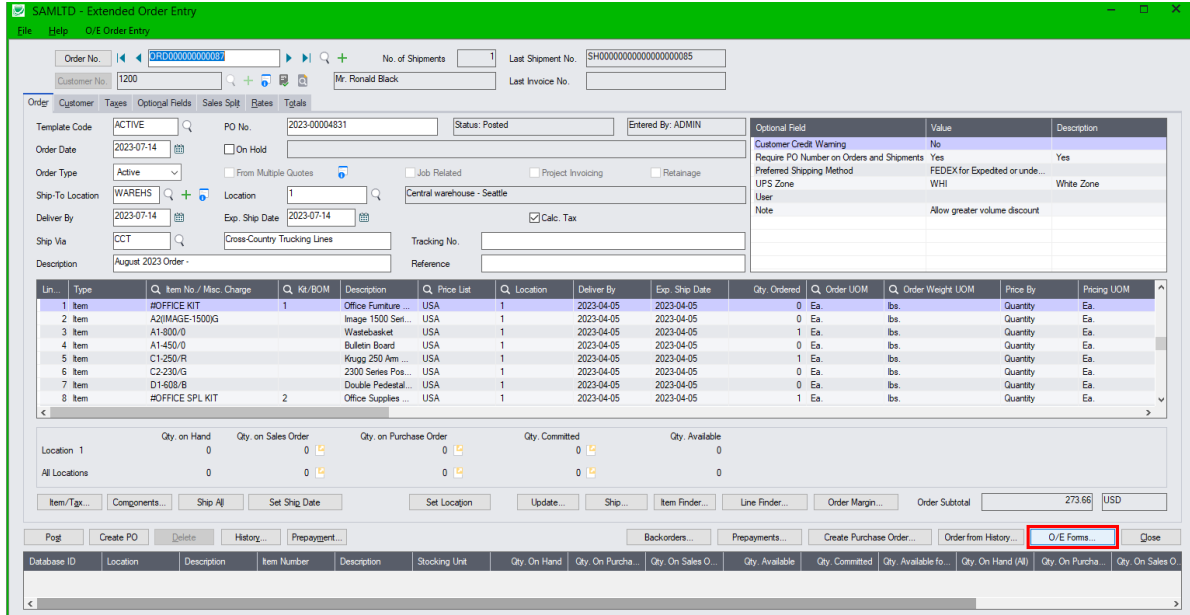 SAMLTD - Extended Order Entry
File Help O/E Order Entry
Order No. ORD000000000087 No. of Shipments 1 Last Shipment No. SH00000000000000000085
Customer No. 1200 Mr. Ronald Black Last Invoice No.
Order Customer Taxes Optional Fields Sales Split Rates Totals
Template Code ACTIVE PO No. 2023-00004831 Status: Posted Entered By: ADMIN
Order Date 2023-07-14 On Hold
Order Type Active From Multiple Quotes Job Related Project Invoicing Retainage
Ship-To Location WAREHS Location 1 Central warehouse - Seattle
Deliver By 2023-07-14 Exp. Ship Date 2023-07-14 Calc. Tax
Ship Via CCT Cross-Country Trucking Lines Tracking No.
Description August 2023 Order - Reference
Optional Field Value Description
Customer Credit Warning No
Require PO Number on Orders and Shipments Yes Yes
Preferred Shipping Method FEDEX for Expedited or unde...
UPS Zone WHI White Zone
User
Note Allow greater volume discount
Lin... Type Item No./ Misc. Charge Kit/BOM Description Price List Location Deliver By Exp. Ship Date Qty. Ordered Order UOM Order Weight UOM Price By Pricing UOM
1 Item #OFFICE KIT 1 Office Furniture ... USA 1 2023-04-05 2023-04-05 0 Ea. lbs. Quantity Ea.
2 Item A2(IMAGE-1500)G Image 1500 Seri... USA 1 2023-04-05 2023-04-05 0 Ea. lbs. Quantity Ea.
3 Item A1-800/0 Wastebasket USA 1 2023-04-05 2023-04-05 1 Ea. lbs. Quantity Ea.
4 Item A1-450/0 Bulletin Board USA 1 2023-04-05 2023-04-05 0 Ea. lbs. Quantity Ea.
5 Item C1-250/R Krugg 250 Arm ... USA 1 2023-04-05 2023-04-05 1 Ea. lbs. Quantity Ea.
6 Item C2-230/G 2300 Series Pos... USA 1 2023-04-05 2023-04-05 0 Ea. lbs. Quantity Ea.
7 Item D1-608/B Double Pedestal... USA 1 2023-04-05 2023-04-05 0 Ea. lbs. Quantity Ea.
8 Item #OFFICE SPL KIT 2 Office Supplies ... USA 1 2023-04-05 2023-04-05 1 Ea. lbs. Quantity Ea.
Qty. on Hand Qty. on Sales Order Qty. on Purchase Order Qty. Committed Qty. Available
Location 1 0 0 0 0 0
All Locations 0 0 0 0 0
Item/Tax... Components... Ship All Set Ship Date Set Location Update... Ship... Item Finder... Line Finder... Order Margin... Order Subtotal 273.66 USD
Post Create PO Delete History... Prepayment... Backorders... Prepayments... Create Purchase Order... Order from History... O/E Forms... Close
Database ID Location Description Item Number Description Stocking Unit Qty. On Hand Qty. On Purcha... Qty. On Sales O... Qty. Available Qty. Committed Qty. Available fo... Qty. On Hand (All) Qty. On Purcha... Qty. On Sales O...